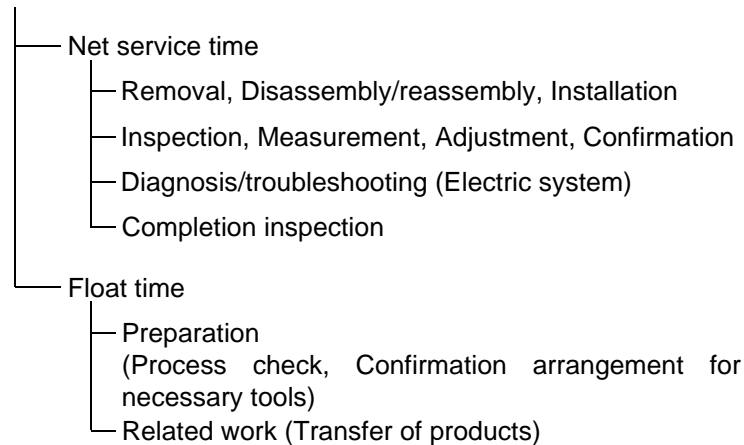 Net service time
Removal, Disassembly/reassembly, Installation
Inspection, Measurement, Adjustment, Confirmation
Diagnosis/troubleshooting (Electric system)
Completion inspection
Float time
Preparation
(Process check, Confirmation arrangement for
necessary tools)
Related work (Transfer of products)